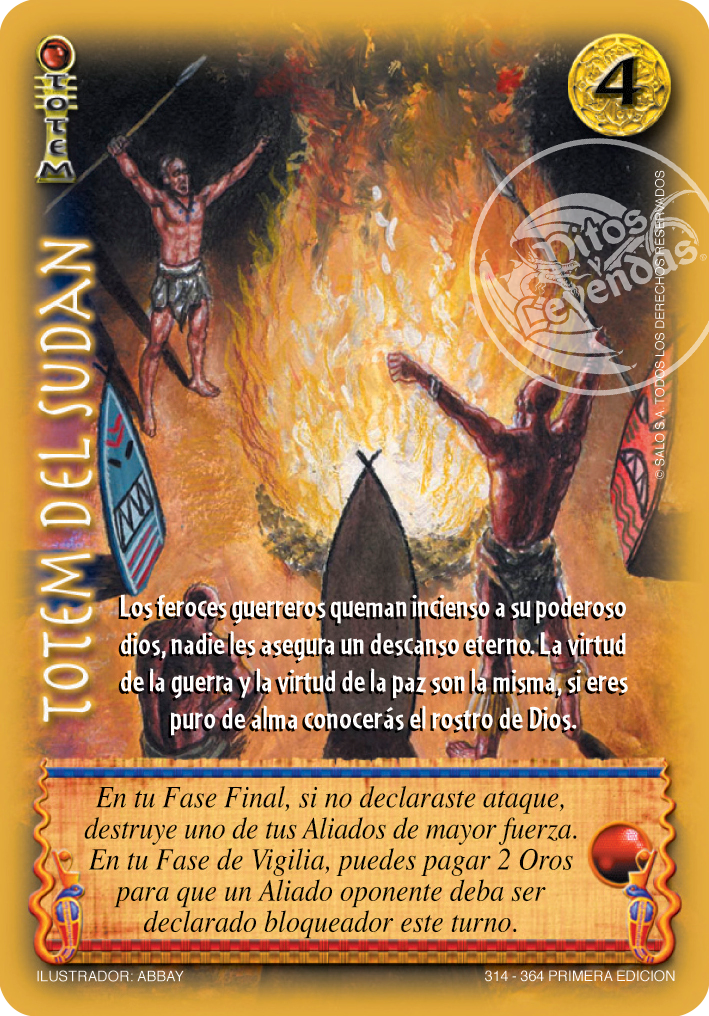 TOTEM
4
TOTEM DEL SUDAN
Mitos y Leyendas
© SALO S.A. TODOS LOS DERECHOS RESERVADOS
Los feroces guerreros queman incienso a su poderoso
dios, nadie les asegura un descanso eterno. La virtud
de la guerra y la virtud de la paz son la misma, si eres
puro de alma conocerás el rostro de Dios.
En tu Fase Final, si no declaraste ataque,
destruye uno de tus Aliados de mayor fuerza.
En tu Fase de Vigilia, puedes pagar 2 Oros
para que un Aliado oponente deba ser
declarado bloqueador este turno.
ILUSTRADOR: ABBAY
314 - 364 PRIMERA EDICION